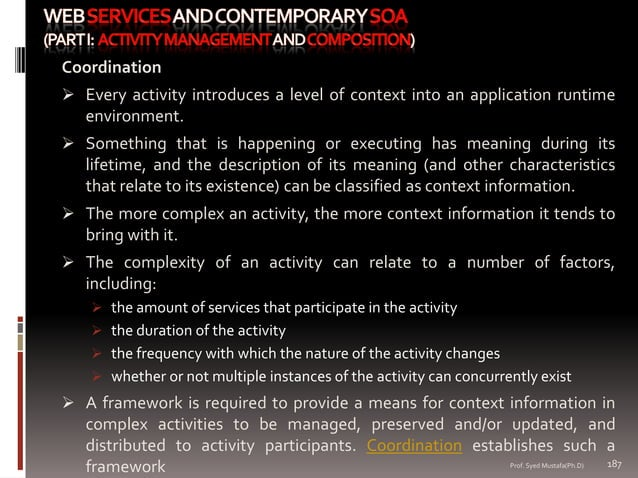 WEB SERVICES AND CONTEMPORARY SOA
(PART I: ACTIVITY MANAGEMENT AND COMPOSITION)
Coordination
➢ Every activity introduces a level of context into an application runtime
environment.
➢ Something that is happening or executing has meaning during its
lifetime, and the description of its meaning (and other characteristics
that relate to its existence) can be classified as context information.
➢ The more complex an activity, the more context information it tends to
bring with it.
➢ The complexity of an activity can relate to a number of factors,
including:
➢ the amount of services that participate in the activity
➢ the duration of the activity
➢ the frequency with which the nature of the activity changes
➢ whether or not multiple instances of the activity can concurrently exist
➢ A framework is required to provide a means for context information in
complex activities to be managed, preserved and/or updated, and
distributed to activity participants. Coordination establishes such a
framework
Prof. Syed Mustafa(Ph.D) 187